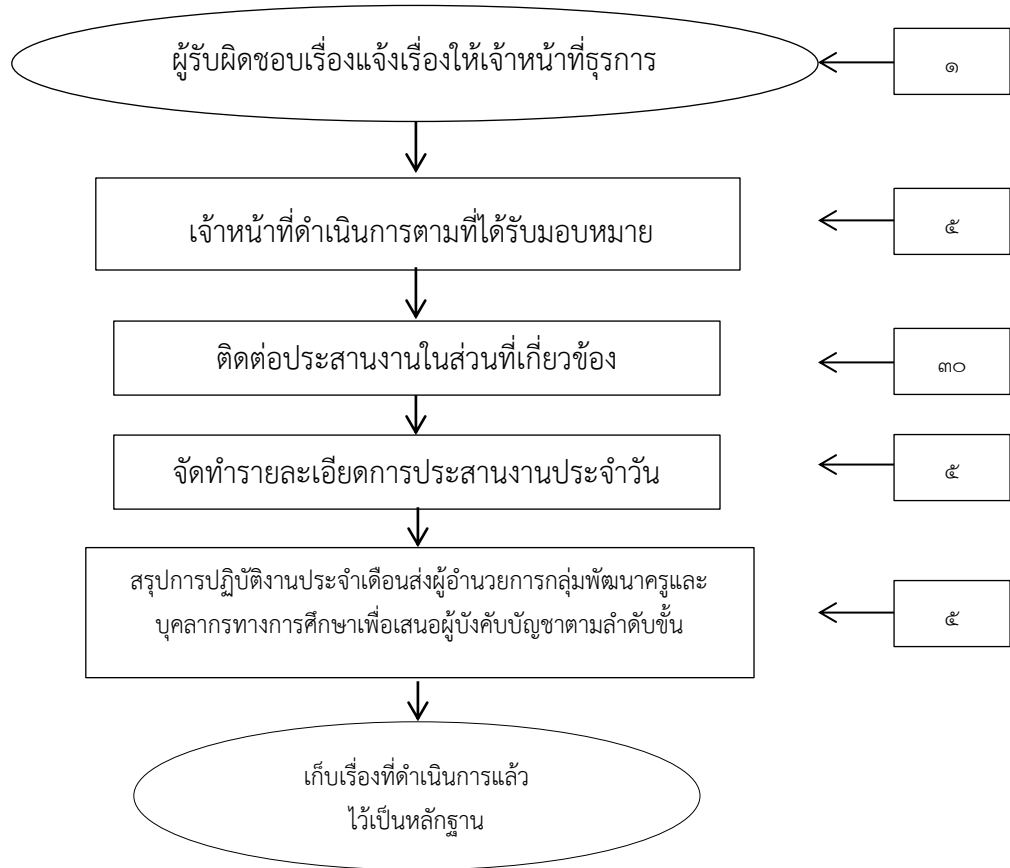 ผู้รับผิดชอบเรื่องแจ้งเรื่องให้เจ้าหน้าที่ธุรการ
๑
เจ้าหน้าที่ดำเนินการตามที่ได้รับมอบหมาย
๕
ติดต่อประสานงานในส่วนที่เกี่ยวข้อง
๓๐
จัดทำรายละเอียดการประสานงานประจำวัน
๕
สรุปการปฏิบัติงานประจำเดือนส่งผู้อำนวยการกลุ่มพัฒนาครูและ
บุคลากรทางการศึกษาเพื่อเสนอผู้บังคับบัญชาตามลำดับขั้น
๕
เก็บเรื่องที่ดำเนินการแล้ว
ไว้เป็นหลักฐาน